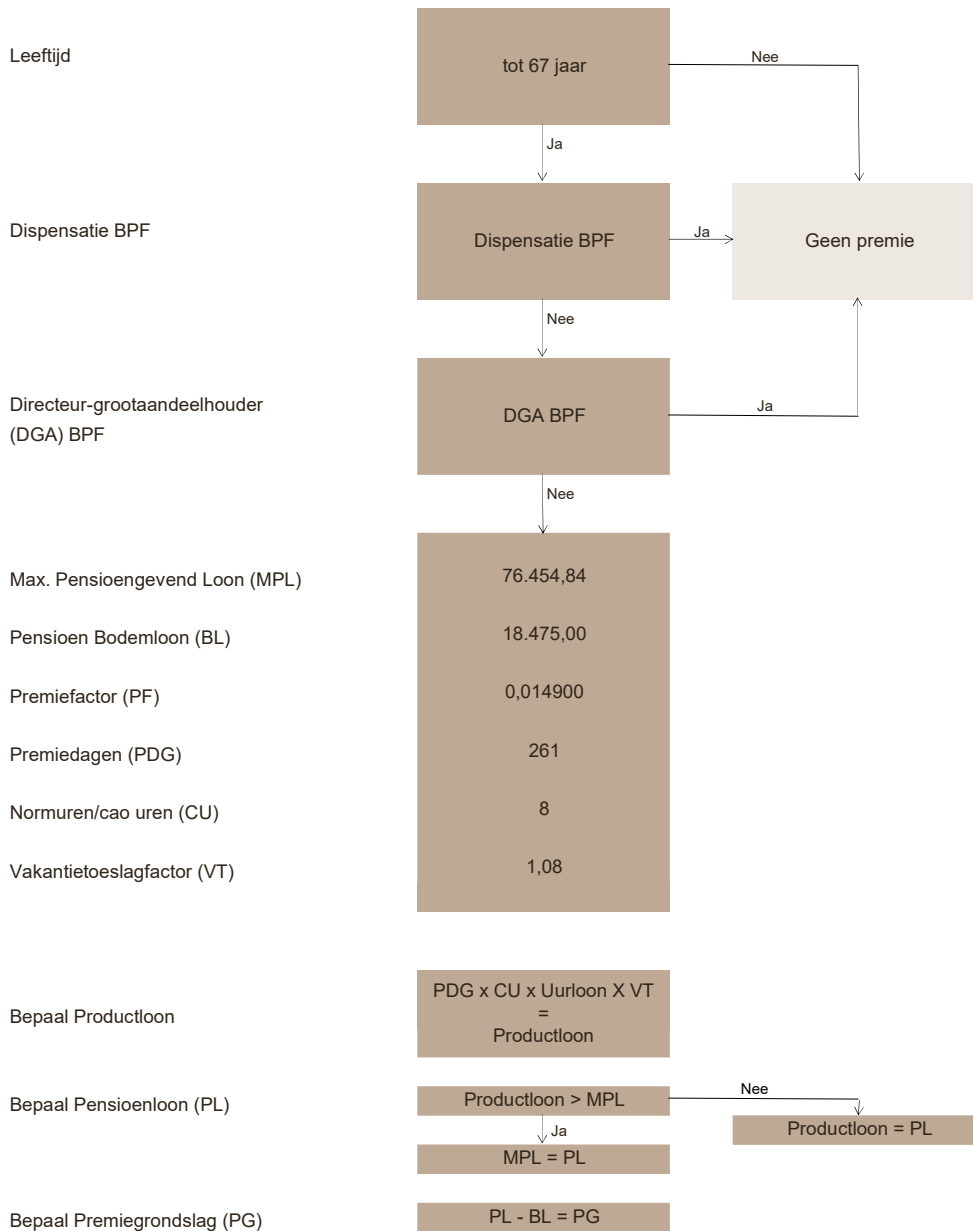 Leeftijd
tot 67 jaar
Nee
Ja
Dispensatie BPF
Dispensatie BPF
Ja
Geen premie
Nee
Directeur-grootaandeelhouder
(DGA) BPF
DGA BPF
Ja
Nee
Max. Pensioengevend Loon (MPL)
76.454,84
Pensioen Bodemloon (BL)
18.475,00
Premiefactor (PF)
0,014900
Premiedagen (PDG)
261
Normuren/cao uren (CU)
8
Vakantietoeslagfactor (VT)
1,08
Bepaal Productloon
PDG x CU x Uurloon X VT
=
Productloon
Bepaal Pensioenloon (PL)
Productloon > MPL
Nee
Ja
Productloon = PL
MPL = PL
Bepaal Premiegrondslag (PG)
PL - BL = PG